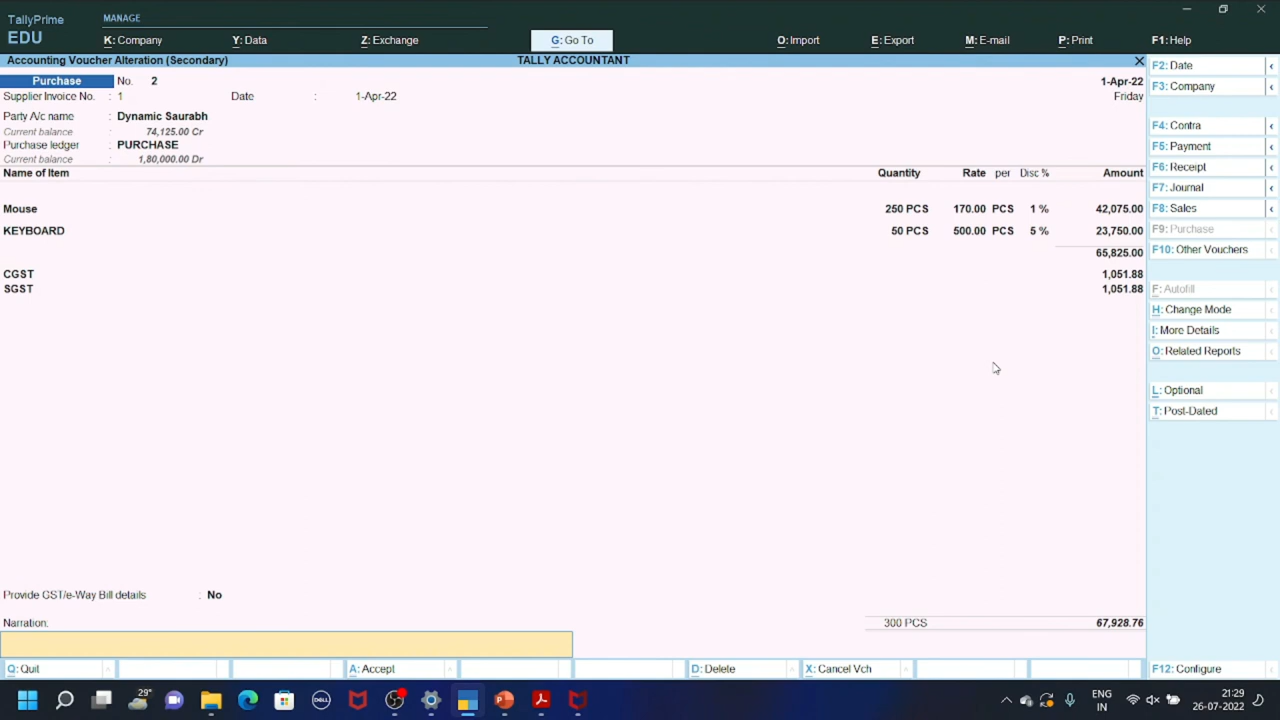 TallyPrime
EDU
MANAGE
K: Company
Y: Data
Z: Exchange
G: Go To
O: Import
E: Export
M: E-mail
P: Print
F1: Help
Accounting Voucher Alteration (Secondary)
TALLY ACCOUNTANT
Purchase No. 2
1-Apr-22
Supplier Invoice No. : 1 Date : 1-Apr-22
Friday
Party A/c name : Dynamic Saurabh
Current balance : 74,125.00 Cr
Purchase ledger : PURCHASE
Current balance : 1,80,000.00 Dr
Name of Item Quantity Rate per Disc % Amount
Mouse 250 PCS 170.00 PCS 1 % 42,075.00
KEYBOARD 50 PCS 500.00 PCS 5 % 23,750.00
65,825.00
CGST 1,051.88
SGST 1,051.88
Provide GST/e-Way Bill details : No
Narration:
300 PCS 67,928.76
F2: Date
F3: Company
F4: Contra
F5: Payment
F6: Receipt
F7: Journal
F8: Sales
F9: Purchase
F10: Other Vouchers
F: Autofill
H: Change Mode
I: More Details
O: Related Reports
L: Optional
T: Post-Dated
Q: Quit
A: Accept
D: Delete
X: Cancel Vch
F12: Configure
29°
DELL
ENG
IN
21:29
26-07-2022